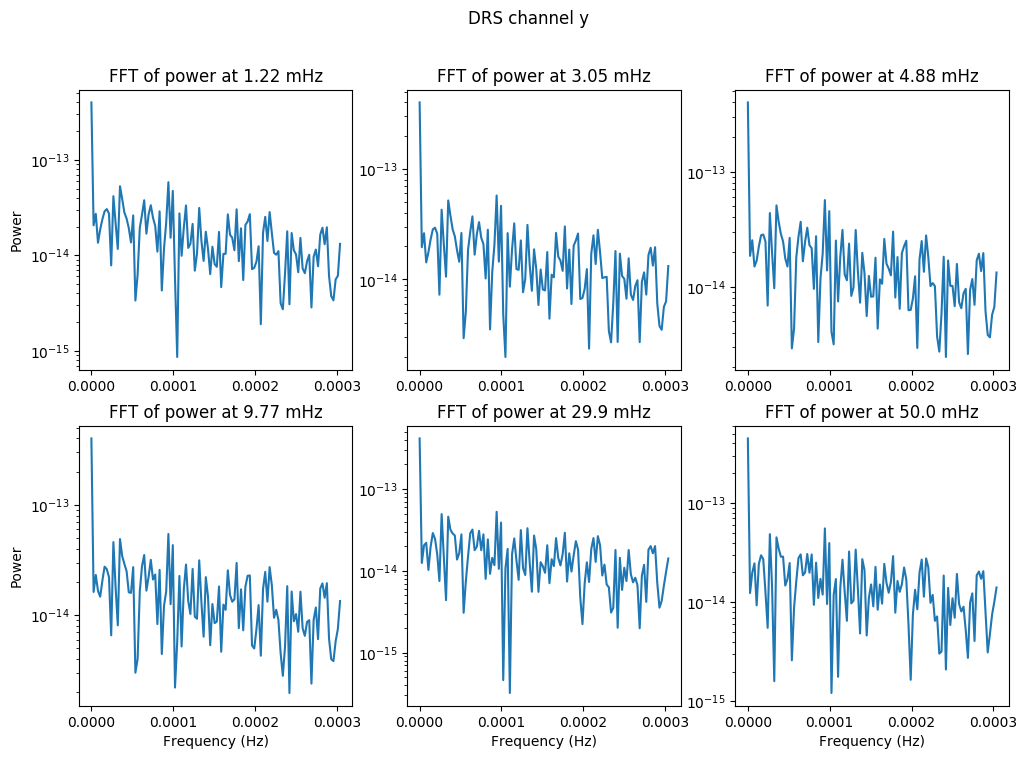 DRS channel y
FFT of power at 1.22 mHz
FFT of power at 3.05 mHz
FFT of power at 4.88 mHz
Power
10⁻¹³
10⁻¹⁴
10⁻¹⁵
0.0000 0.0001 0.0002 0.0003
10⁻¹³
10⁻¹⁴
0.0000 0.0001 0.0002 0.0003
10⁻¹³
10⁻¹⁴
0.0000 0.0001 0.0002 0.0003
FFT of power at 9.77 mHz
FFT of power at 29.9 mHz
FFT of power at 50.0 mHz
Power
10⁻¹³
10⁻¹⁴
0.0000 0.0001 0.0002 0.0003
Frequency (Hz)
10⁻¹³
10⁻¹⁴
10⁻¹⁵
0.0000 0.0001 0.0002 0.0003
Frequency (Hz)
10⁻¹³
10⁻¹⁴
10⁻¹⁵
0.0000 0.0001 0.0002 0.0003
Frequency (Hz)